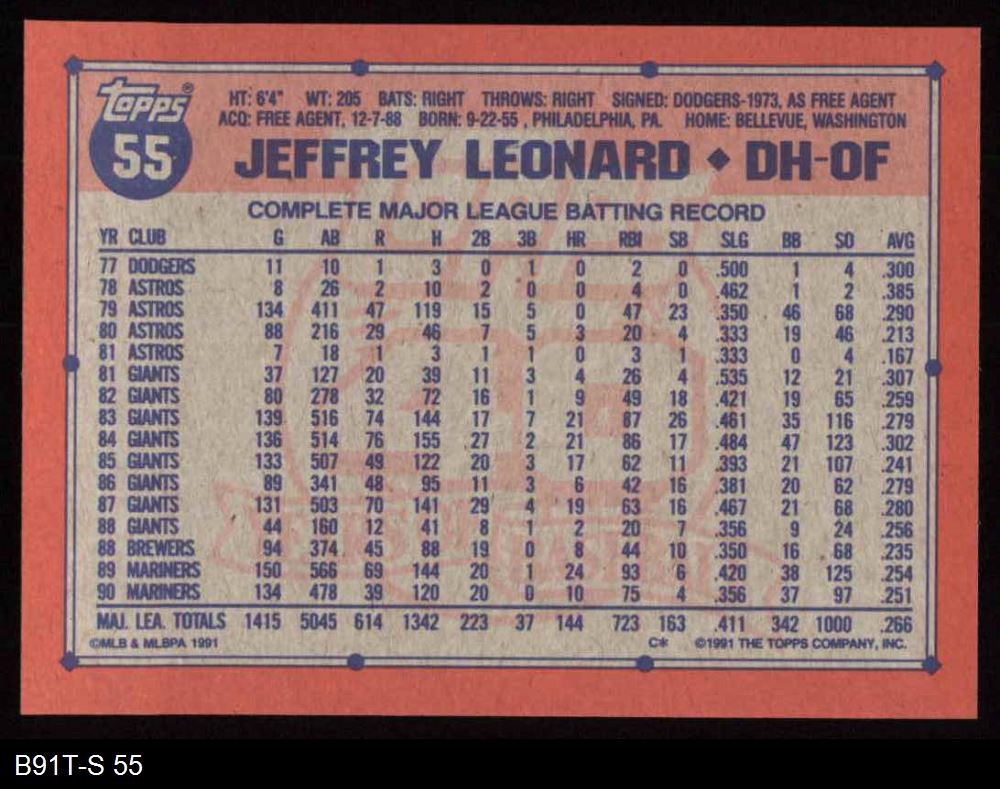 topps®
55
HT: 6'4" WT: 205 BATS: RIGHT THROWS: RIGHT SIGNED: DODGERS-1973, AS FREE AGENT
ACQ: FREE AGENT, 12-7-88 BORN: 9-22-55 , PHILADELPHIA, PA. HOME: BELLEVUE, WASHINGTON
JEFFREY LEONARD ◆ DH-OF
COMPLETE MAJOR LEAGUE BATTING RECORD
YR CLUB G AB R H 2B 3B HR RBI SB SLG BB SO AVG
77 DODGERS 11 10 1 3 0 1 0 2 0 .500 1 4 .300
78 ASTROS 8 26 2 10 2 0 0 4 0 .462 1 2 .385
79 ASTROS 134 411 47 119 15 5 0 47 23 .350 46 68 .290
80 ASTROS 88 216 29 46 7 5 3 20 4 .333 19 46 .213
81 ASTROS 7 18 1 3 1 1 0 3 1 .333 0 4 .167
81 GIANTS 37 127 20 39 11 3 4 26 4 .535 12 21 .307
82 GIANTS 80 278 32 72 16 1 9 49 18 .421 19 65 .259
83 GIANTS 139 516 74 144 17 7 21 87 26 .461 35 116 .279
84 GIANTS 136 514 76 155 27 2 21 86 17 .484 47 123 .302
85 GIANTS 133 507 49 122 20 3 17 62 11 .393 21 107 .241
86 GIANTS 89 341 48 95 11 3 6 42 16 .381 20 62 .279
87 GIANTS 131 503 70 141 29 4 19 63 16 .467 21 68 .280
88 GIANTS 44 160 12 41 8 1 2 20 7 .356 9 24 .256
88 BREWERS 94 374 45 88 19 0 8 44 10 .350 16 68 .235
89 MARINERS 150 566 69 144 20 1 24 93 6 .420 38 125 .254
90 MARINERS 134 478 39 120 20 0 10 75 4 .356 37 97 .251
MAJ. LEA. TOTALS 1415 5045 614 1342 223 37 144 723 163 .411 342 1000 .266
©MLB & MLBPA 1991 C* ©1991 THE TOPPS COMPANY, INC.
B91T-S 55